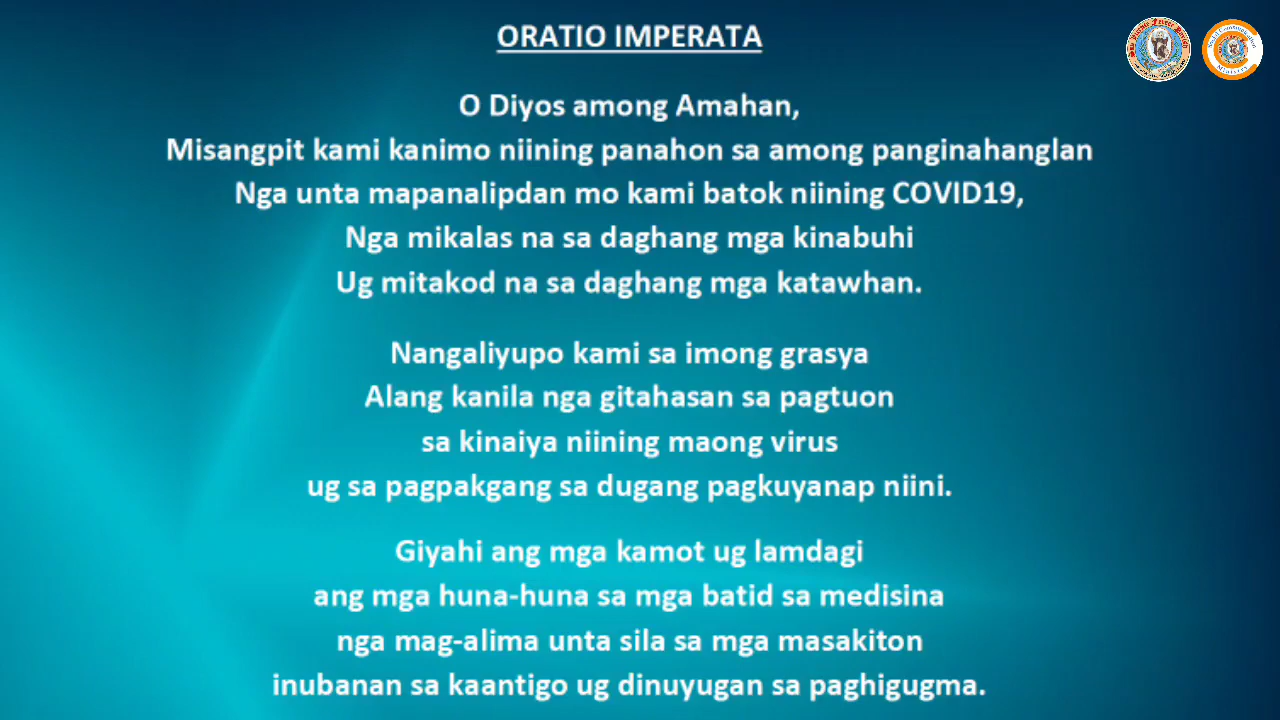 ORATIO IMPERATA
O Diyos among Amahan,
Misangpit kami kanimo niining panahon sa among panginahanglan
Nga unta mapanalipdan mo kami batok niining COVID19,
Nga mikalas na sa daghang mga kinabuhi
Ug mitakod na sa daghang mga katawhan.
Nangaliyupo kami sa imong grasya
Alang kanila nga gitahasan sa pagtuon
sa kinaiya niining maong virus
ug sa pagpakgang sa dugang pagkuyanap niini.
Giyahi ang mga kamot ug lamdagi
ang mga huna-huna sa mga batid sa medisina
nga mag-alima unta sila sa mga masakiton
inubanan sa kaantigo ug dinuyugan sa paghigugma.